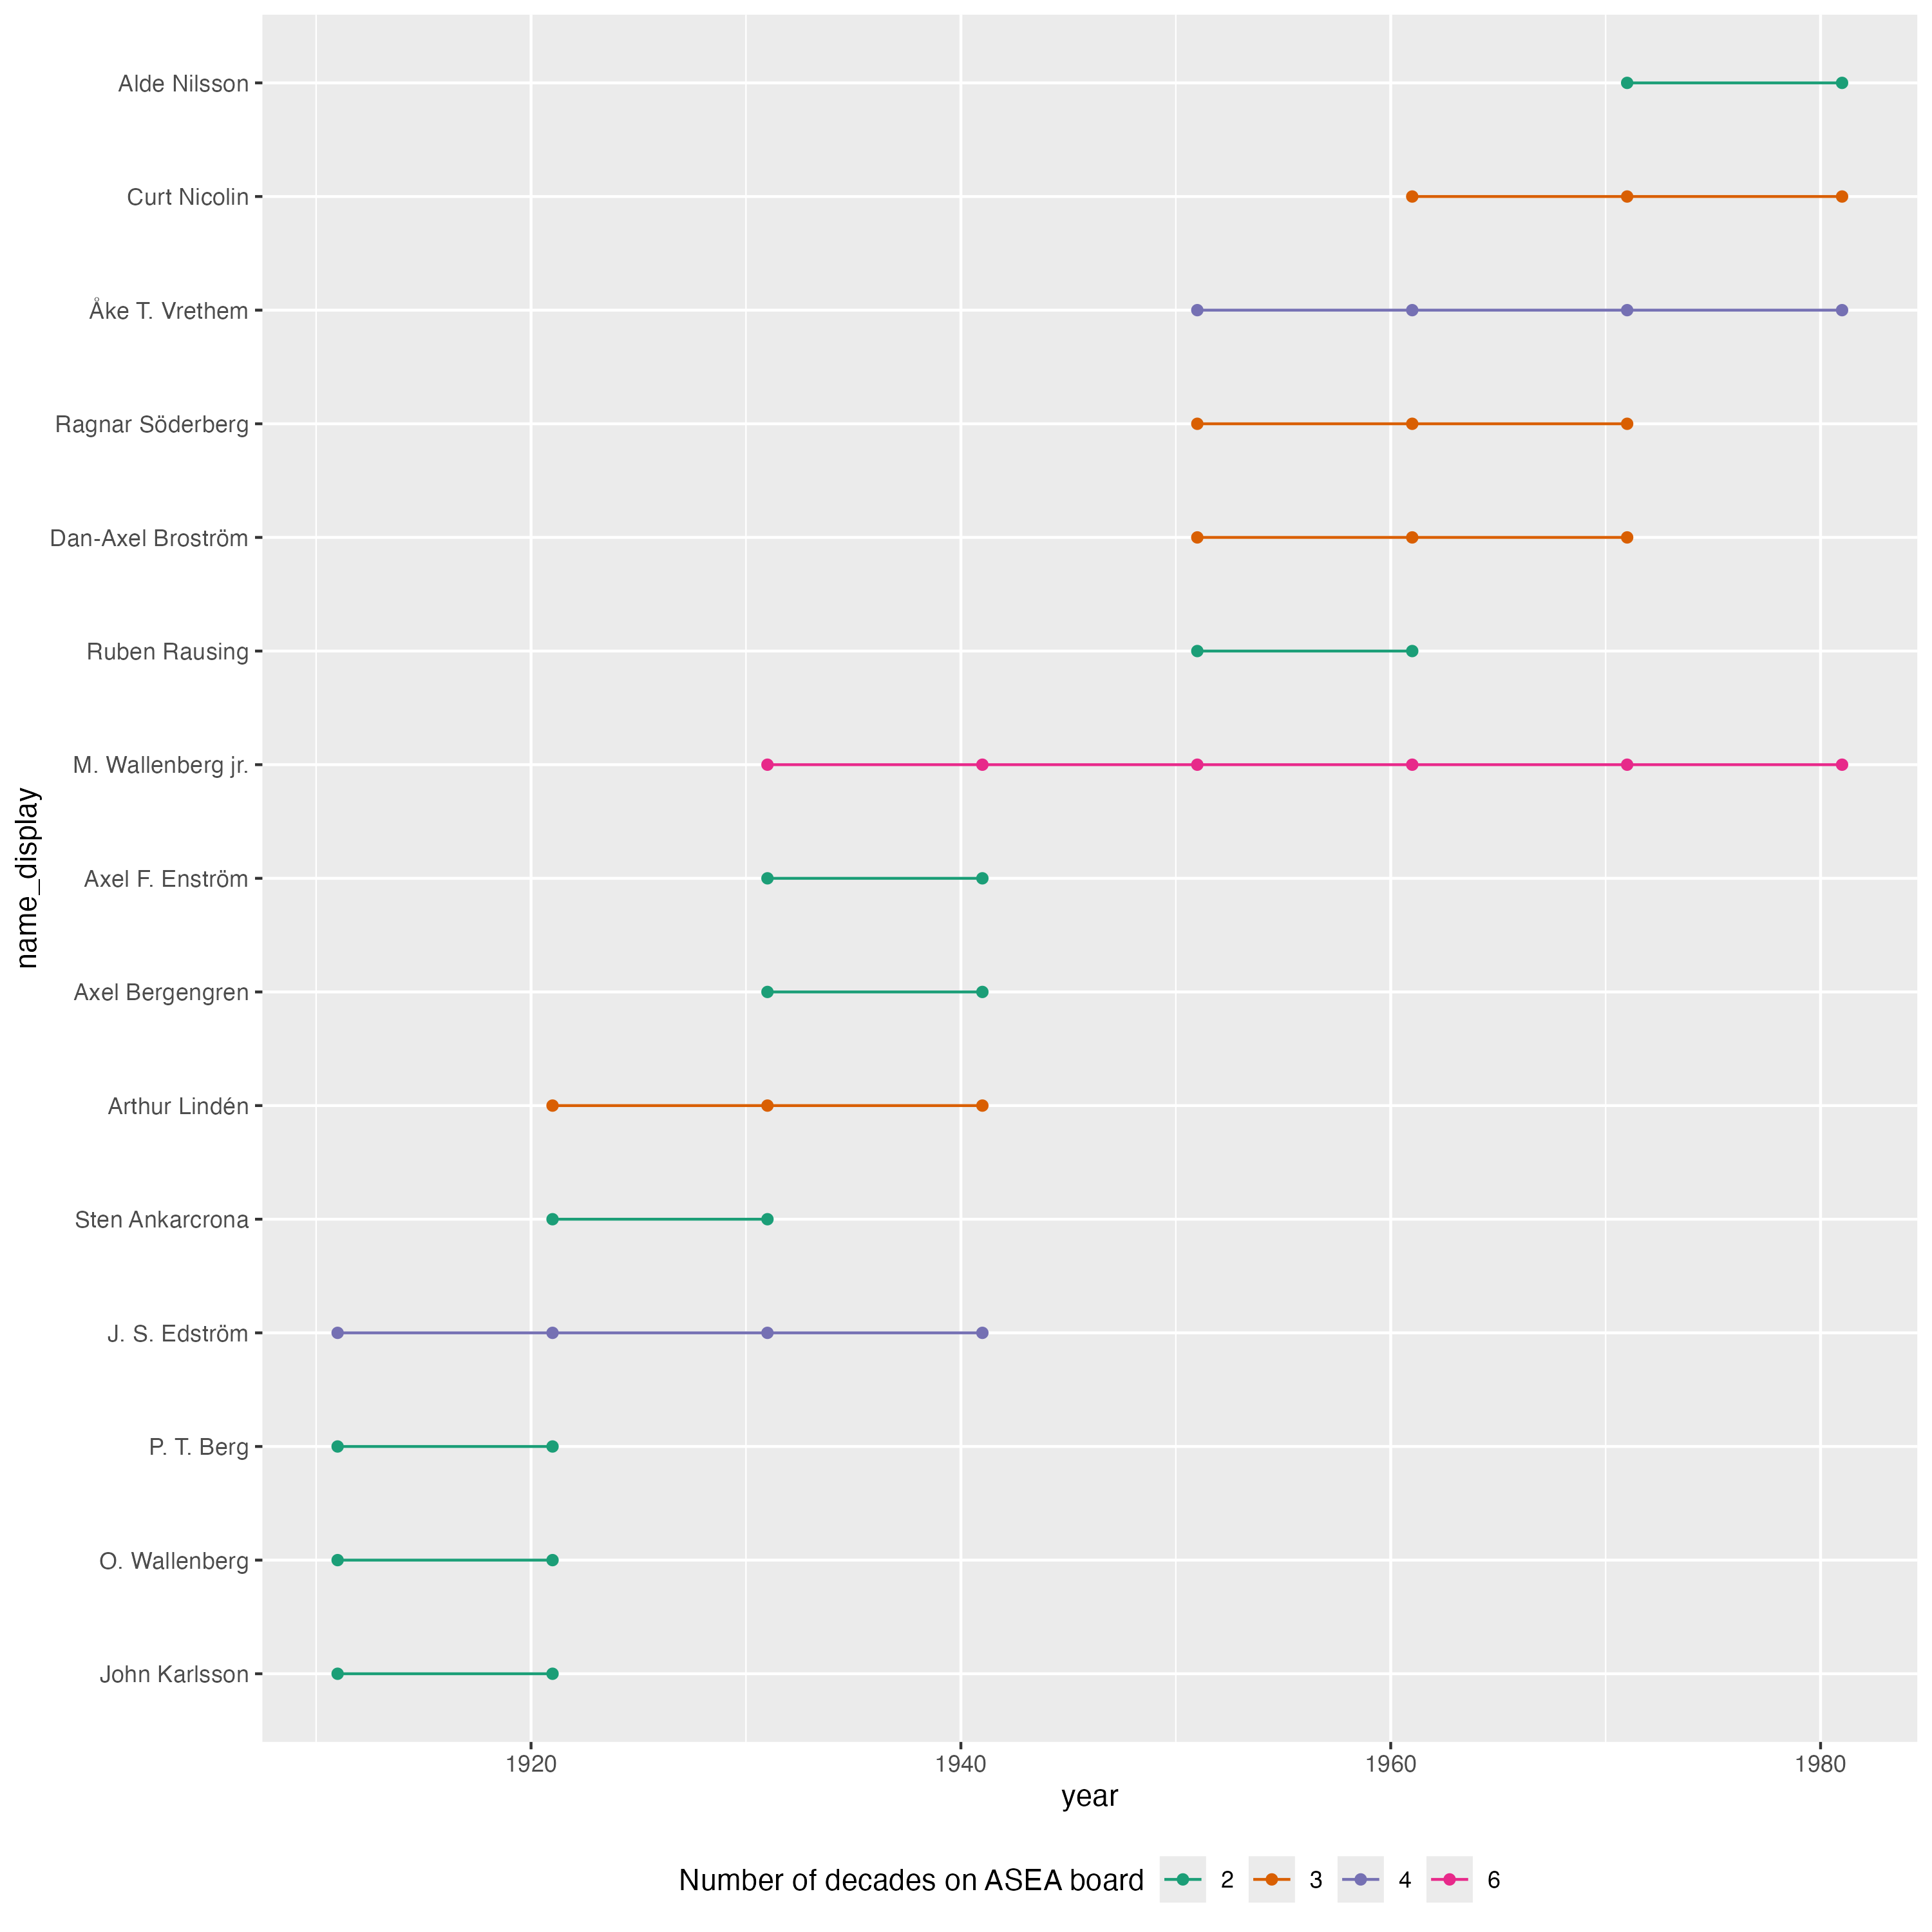 Alde Nilsson
Curt Nicolin
Åke T. Vrethem
Ragnar Söderberg
Dan-Axel Broström
Ruben Rausing
M. Wallenberg jr.
Axel F. Enström
Axel Bergengren
Arthur Lindén
Sten Ankarcrona
J. S. Edström
P. T. Berg
O. Wallenberg
John Karlsson
name_display
1920 1940 1960 1980
year
Number of decades on ASEA board 2 3 4 6